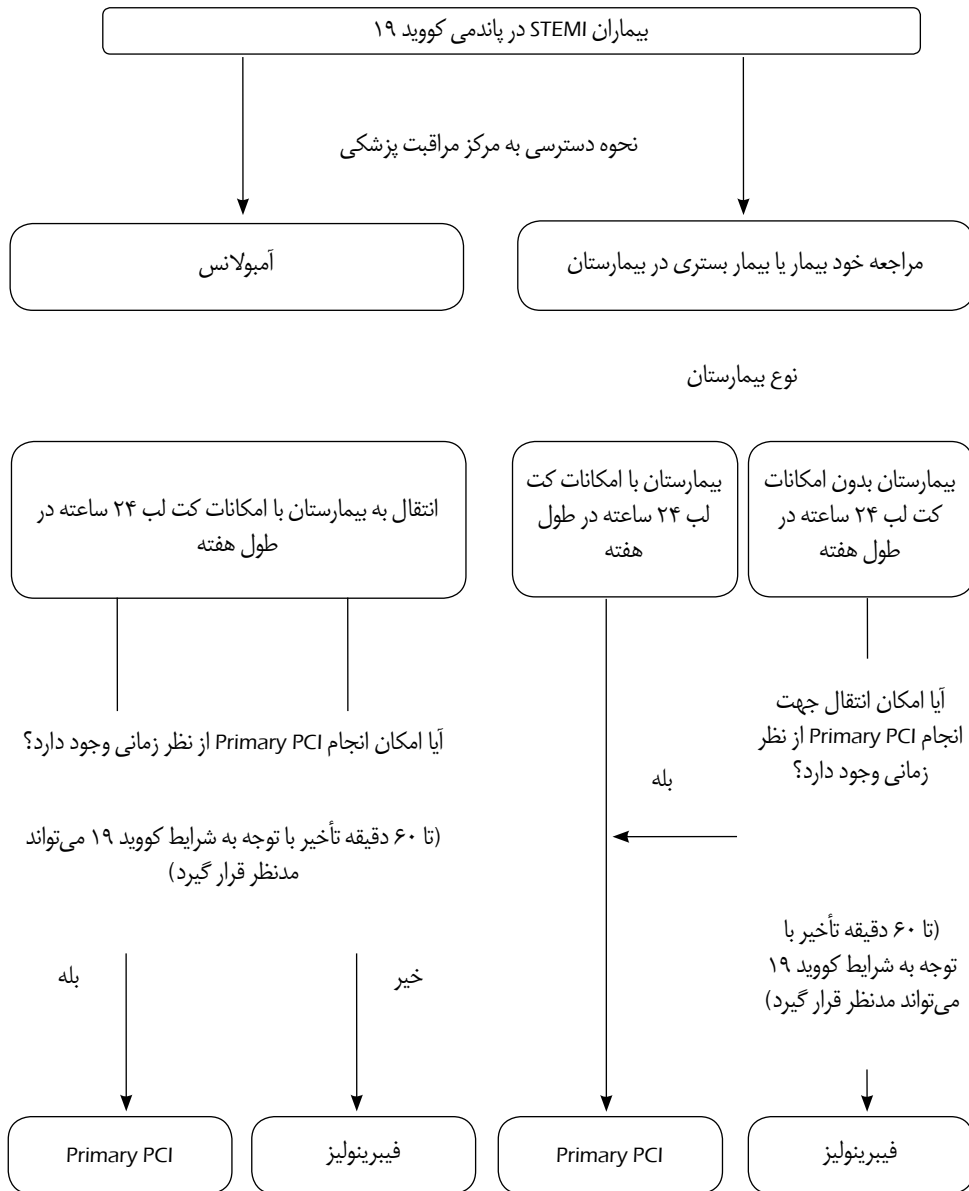 بیماران STEMI در پاندمی کووید ۱۹
نحوه دسترسی به مرکز مراقبت پزشکی
مراجعه خود بیمار یا بیمار بستری در بیمارستان
آمبولانس
نوع بیمارستان
بیمارستان بدون امکانات
کت لب ۲۴ ساعته در
طول هفته
بیمارستان با امکانات کت
لب ۲۴ ساعته در طول
هفته
انتقال به بیمارستان با امکانات کت لب ۲۴ ساعته در
طول هفته
آیا امکان انتقال جهت
انجام Primary PCI از نظر
زمانی وجود دارد؟
بله
آیا امکان انجام Primary PCI از نظر زمانی وجود دارد؟
(تا ۶۰ دقیقه تأخیر با توجه به شرایط کووید ۱۹ می‌تواند
مدنظر قرار گیرد)
(تا ۶۰ دقیقه تأخیر با
توجه به شرایط کووید ۱۹
می‌تواند مدنظر قرار گیرد)
خیر
بله
فیبرینولیز
Primary PCI
فیبرینولیز
Primary PCI